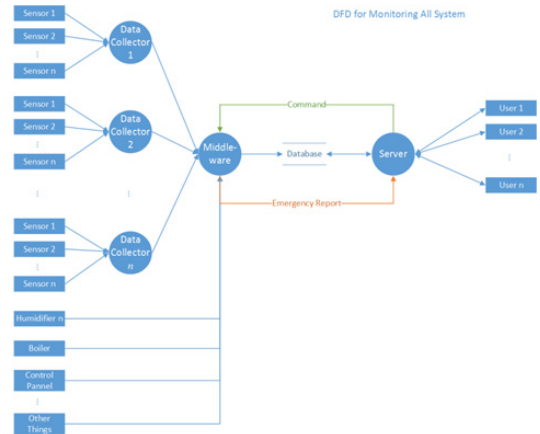 DFD for Monitoring All System
Sensor 1
Sensor 2
Sensor n
Data
Collector
1
Sensor 1
Sensor 2
Sensor n
Data
Collector
2
Sensor 1
Sensor 2
Sensor n
Data
Collector
n
Humidifier n
Boiler
Control
Pannel
Other
Things
Middle-
ware
Command
Database
Emergency Report
Server
User 1
User 2
User n